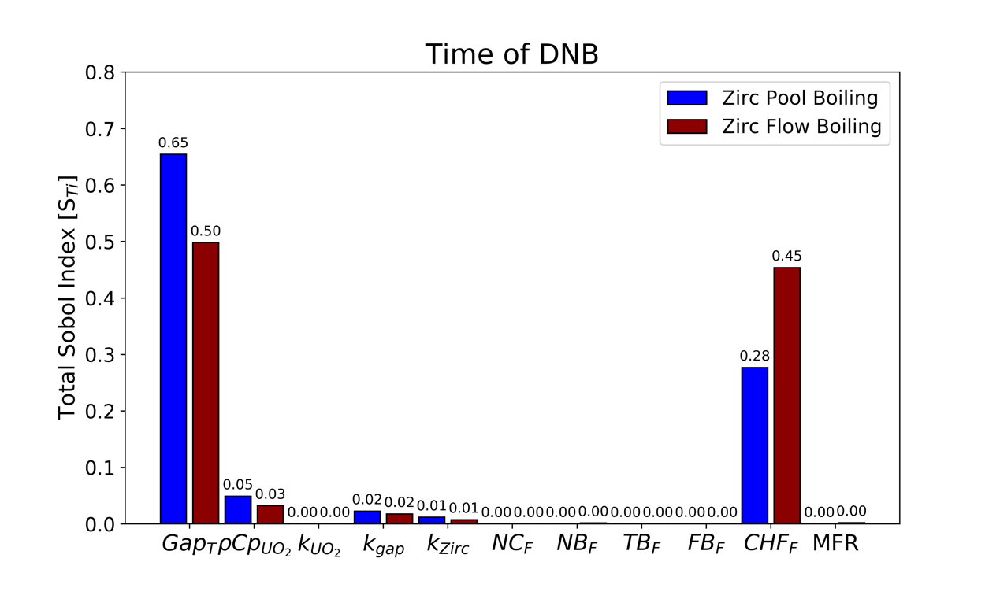 Time of DNB
Total Sobol Index [S_Ti]
0.8
0.7
0.6
0.5
0.4
0.3
0.2
0.1
0.0
Zirc Pool Boiling
Zirc Flow Boiling
0.65 0.50 0.05 0.03 0.00 0.00 0.02 0.02 0.01 0.01 0.00 0.00 0.00 0.00 0.00 0.00 0.00 0.00 0.28 0.45 0.00 0.00
Gap_T ρCp_UO₂ k_UO₂ k_gap k_Zirc NC_F NB_F TB_F FB_F CHF_F MFR